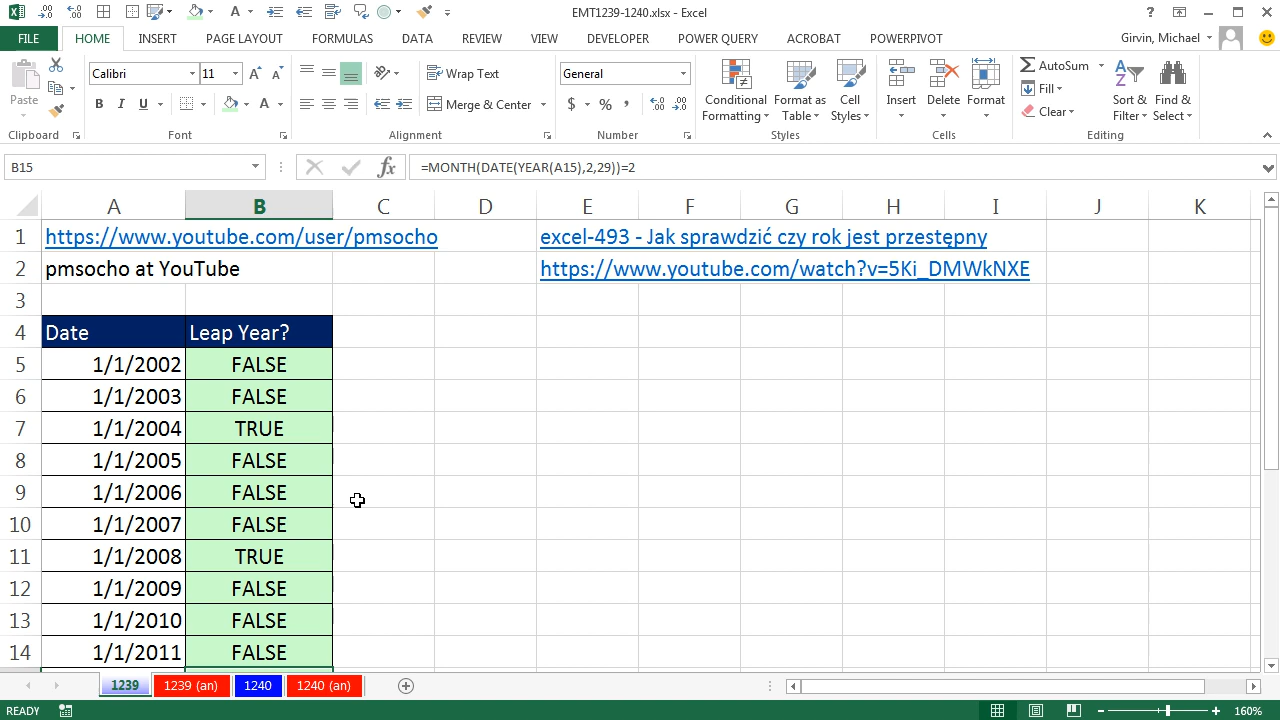 EMT1239-1240.xlsx - Excel
FILE HOME INSERT PAGE LAYOUT FORMULAS DATA REVIEW VIEW DEVELOPER POWER QUERY ACROBAT POWERPIVOT Girvin, Michael
Paste
Calibri 11
B I U
Wrap Text
Merge & Center
General
$ % ,
Conditional Formatting
Format as Table
Cell Styles
Insert
Delete
Format
AutoSum
Fill
Clear
Sort & Filter
Find & Select
Clipboard Font Alignment Number Styles Cells Editing
B15 fx =MONTH(DATE(YEAR(A15),2,29))=2
A B C D E F G H I J K
1 https://www.youtube.com/user/pmsocho excel-493 - Jak sprawdzić czy rok jest przestępny
2 pmsocho at YouTube https://www.youtube.com/watch?v=5Ki_DMWkNXE
3
4 Date Leap Year?
5 1/1/2002 FALSE
6 1/1/2003 FALSE
7 1/1/2004 TRUE
8 1/1/2005 FALSE
9 1/1/2006 FALSE
10 1/1/2007 FALSE
11 1/1/2008 TRUE
12 1/1/2009 FALSE
13 1/1/2010 FALSE
14 1/1/2011 FALSE
1239 1239 (an) 1240 1240 (an)
READY 160%